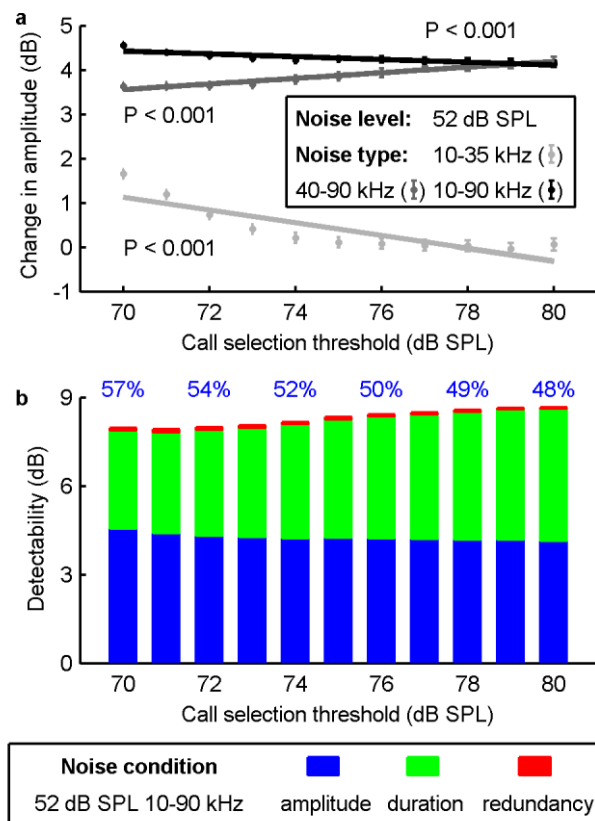 a
P < 0.001
5
4
3
2
1
0
-1
Change in amplitude (dB)
P < 0.001
Noise level: 52 dB SPL
Noise type: 10-35 kHz ( )
40-90 kHz ( ) 10-90 kHz ( )
P < 0.001
70 72 74 76 78 80
Call selection threshold (dB SPL)
b
57% 54% 52% 50% 49% 48%
9
6
3
0
Detectability (dB)
70 72 74 76 78 80
Call selection threshold (dB SPL)
Noise condition
52 dB SPL 10-90 kHz
amplitude duration redundancy